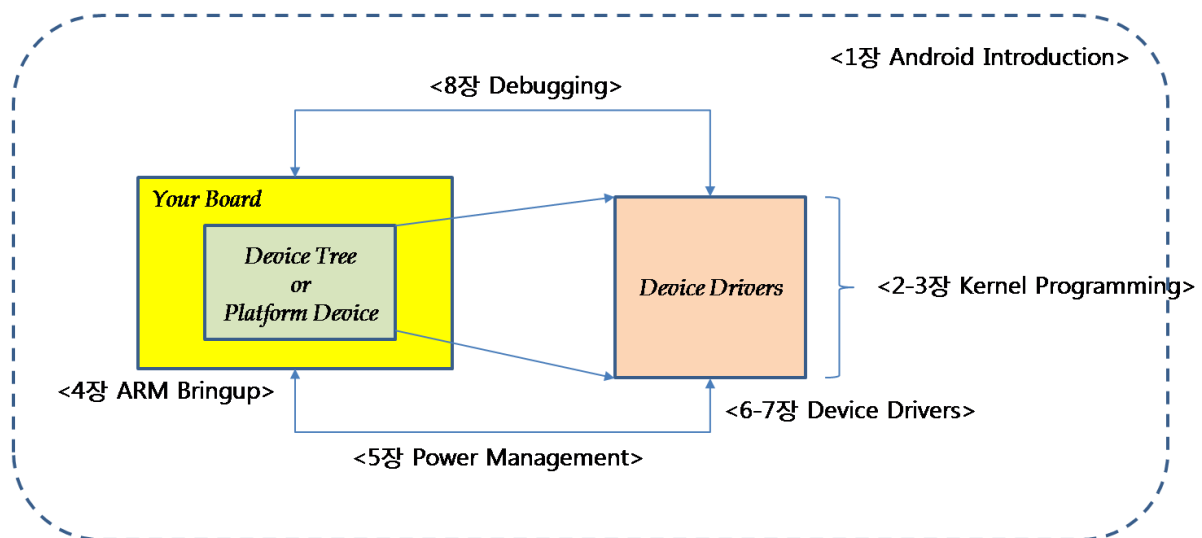 <1장 Android Introduction>
<8장 Debugging>
Your Board
Device Tree
or
Platform Device
Device Drivers
<2-3장 Kernel Programming>
<4장 ARM Bringup>
<6-7장 Device Drivers>
<5장 Power Management>